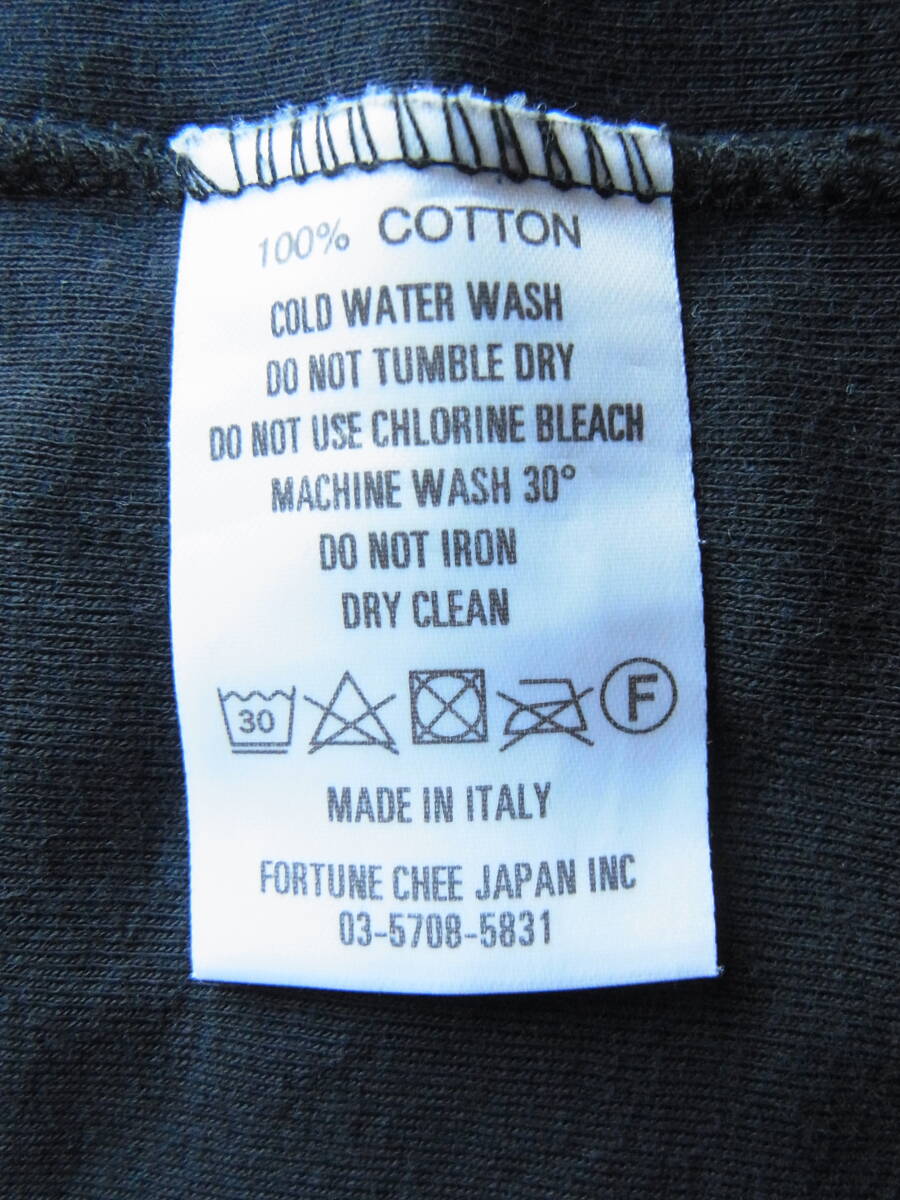 100% COTTON
COLD WATER WASH
DO NOT TUMBLE DRY
DO NOT USE CHLORINE BLEACH
MACHINE WASH 30°
DO NOT IRON
DRY CLEAN
30 F
MADE IN ITALY
FORTUNE CHEE JAPAN INC
03-5708-5831